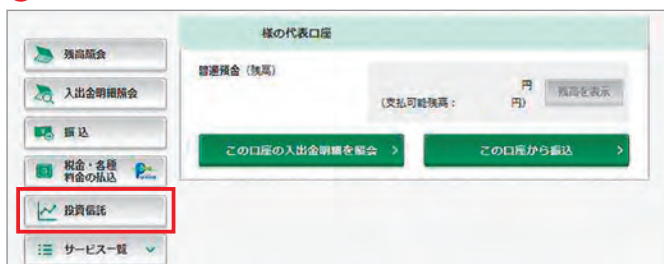 様の代表口座
残高照会
普通預金（残高）
円
残高を表示
（支払可能残高：
円）
入出金明細照会
振込
この口座の入出金明細を照会
この口座から振込
税金・各種
料金の払込
投資信託
サービス一覧